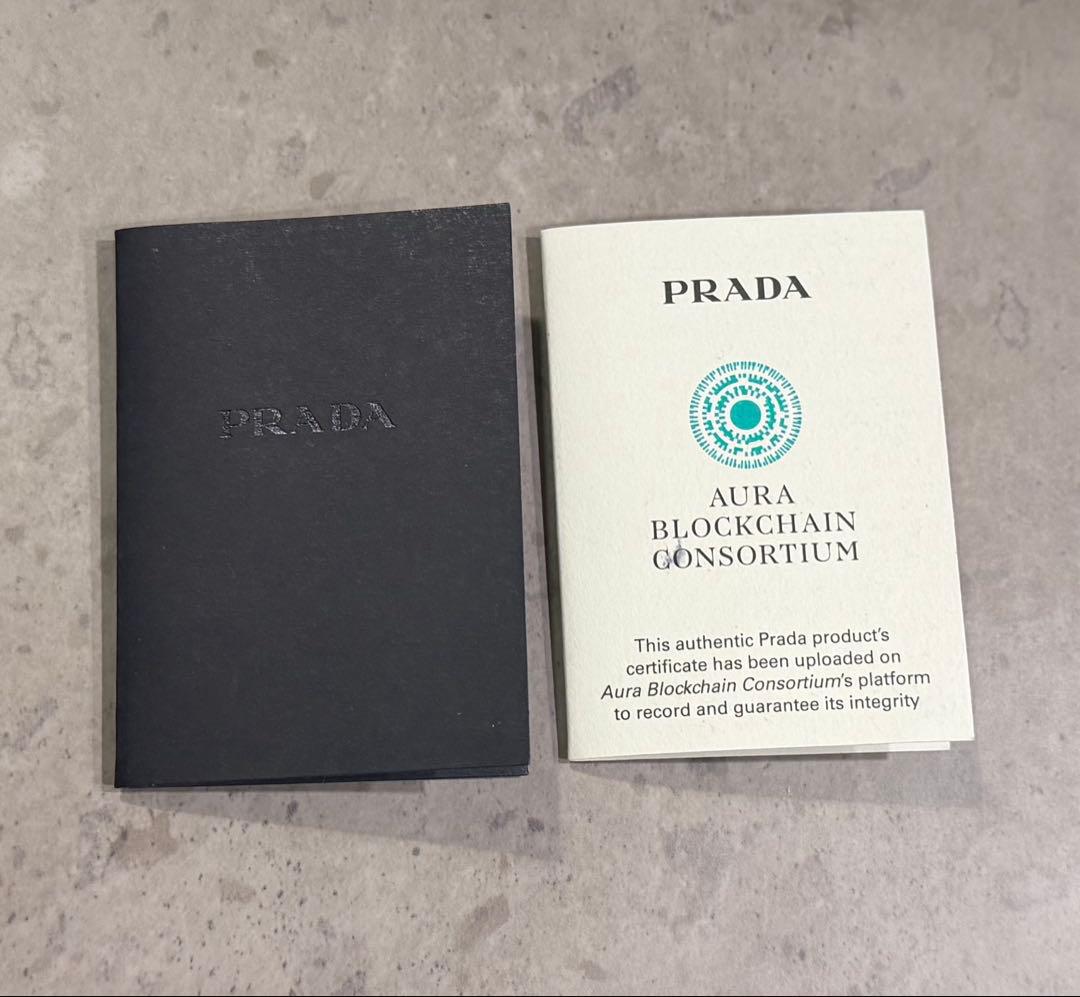 PRADA
PRADA
AURA
BLOCKCHAIN
CONSORTIUM
This authentic Prada product's
certificate has been uploaded on
Aura Blockchain Consortium's platform
to record and guarantee its integrity